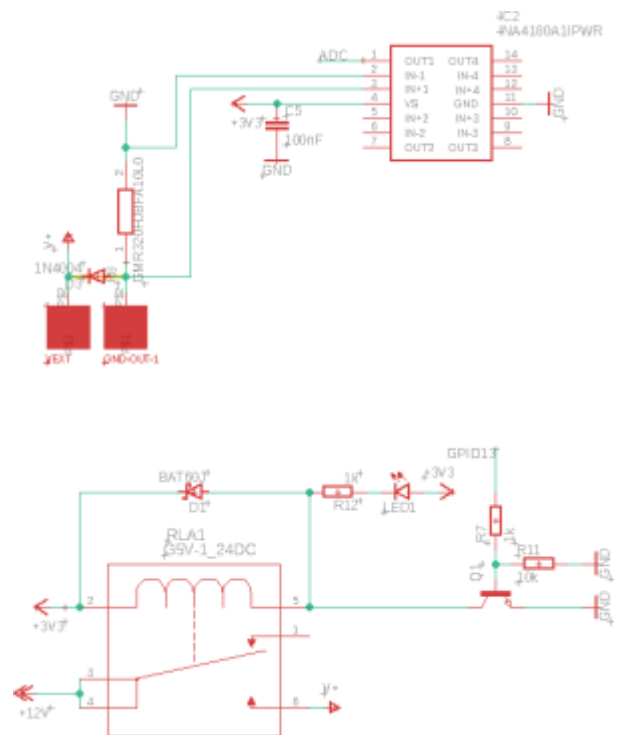 IC2
INA4180A1IPWR
ADC
1 OUT1 OUT4 14
2 IN-1 IN-4 13
3 IN+1 IN+4 12
4 VS GND 11
5 IN+2 IN+3 10
6 IN-2 IN-3 9
7 OUT2 OUT3 8
GND
+3V3
C5
100nF
GND
GND
2
1
V+
1N4004
D3
VEXT
GND-OUT-1
BAT60J
D1
1k
R12
LED1
+3V3
GPIO13
R7
1k
R11
10k
GND
Q1
GND
RLA1
G5V-1_24DC
2
5
+3V3
1
3
4
+12V
6
V+